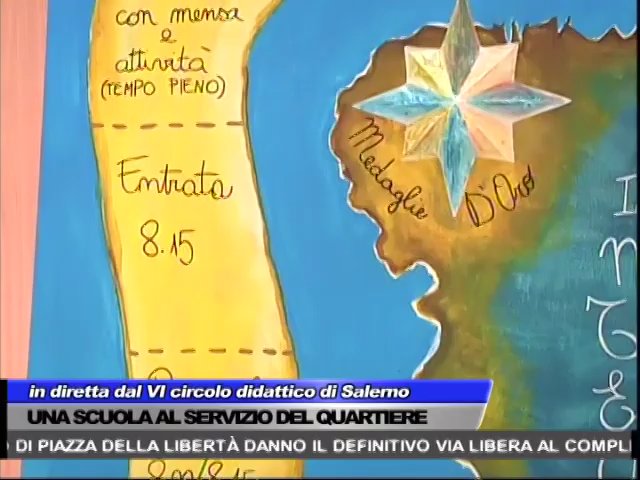 con mensa
e
attività
(TEMPO PIENO)
Entrata
8.15
Medaglie
D'Oro
in diretta dal VI circolo didattico di Salerno
UNA SCUOLA AL SERVIZIO DEL QUARTIERE
DI PIAZZA DELLA LIBERTÀ DANNO IL DEFINITIVO VIA LIBERA AL COMPL